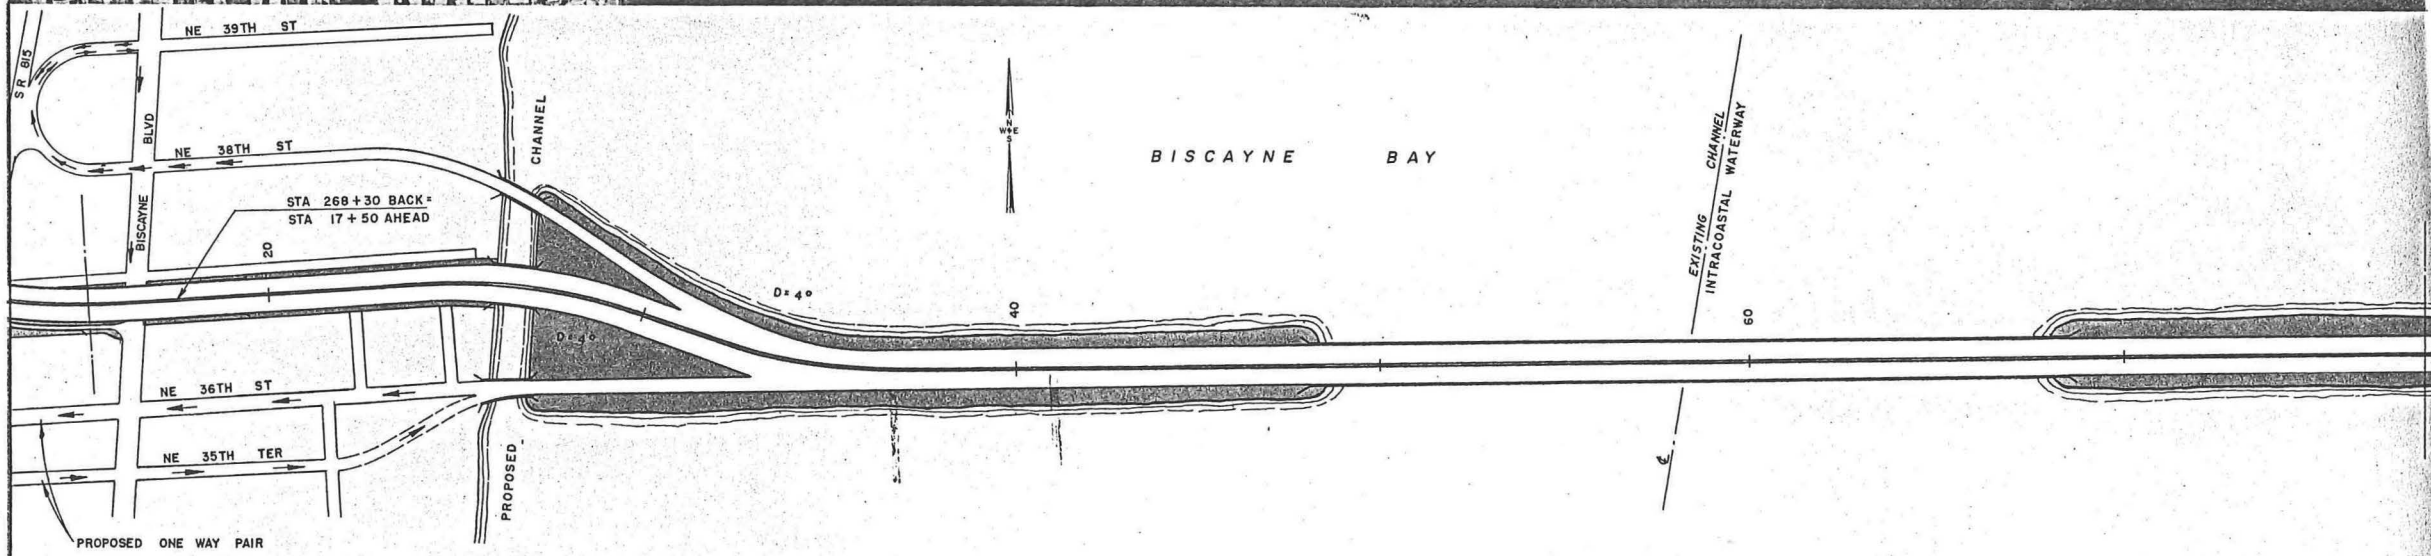 NE 39TH ST
SR 815
BISCAYNE BLVD
NE 38TH ST
STA 268+30 BACK=
STA 17+50 AHEAD
20
CHANNEL
PROPOSED
N
W E
S
BISCAYNE BAY
EXISTING CHANNEL
INTRACOASTAL WATERWAY
D=4°
D=4°
40
60
NE 36TH ST
NE 35TH TER
PROPOSED ONE WAY PAIR
℄